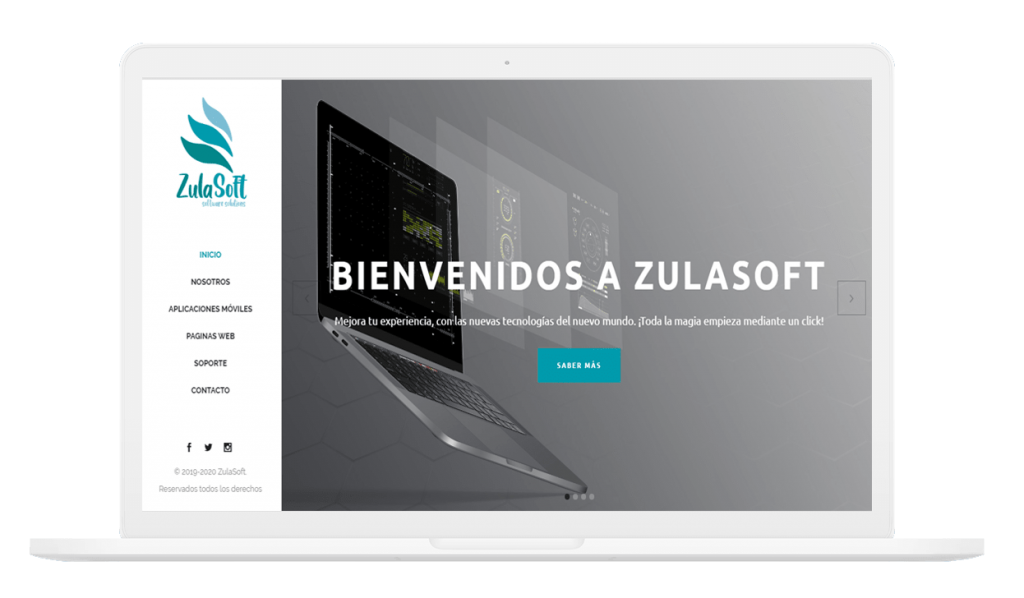 ZulaSoft
software solutions
INICIO
NOSOTROS
APLICACIONES MÓVILES
PAGINAS WEB
SOPORTE
CONTACTO
© 2019-2020 ZulaSoft.
Reservados todos los derechos
BIENVENIDOS A ZULASOFT
Mejora tu experiencia, con las nuevas tecnologías del nuevo mundo. ¡Toda la magia empieza mediante un click!
SABER MÁS